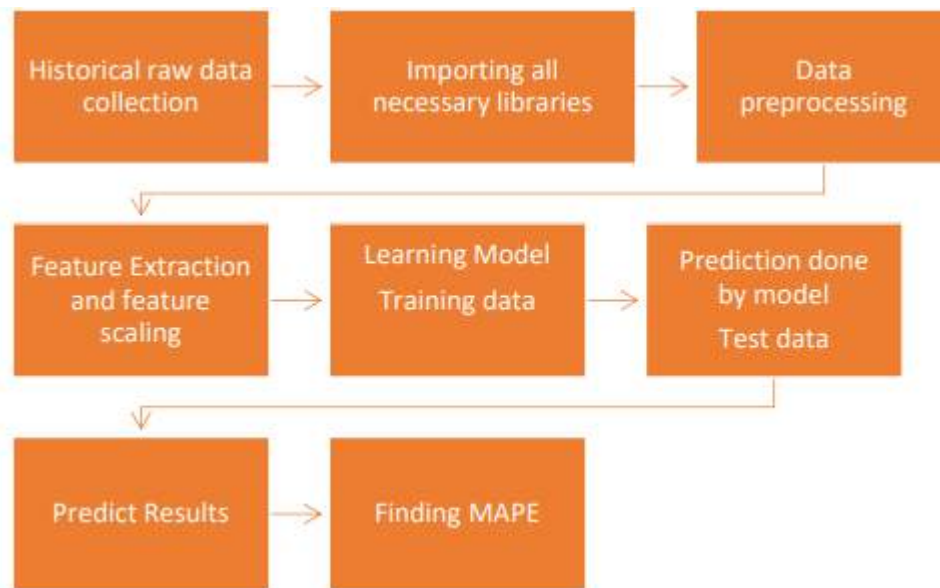 Historical raw data
collection
Importing all
necessary libraries
Data
preprocessing
Feature Extraction
and feature
scaling
Learning Model
Training data
Prediction done
by model
Test data
Predict Results
Finding MAPE